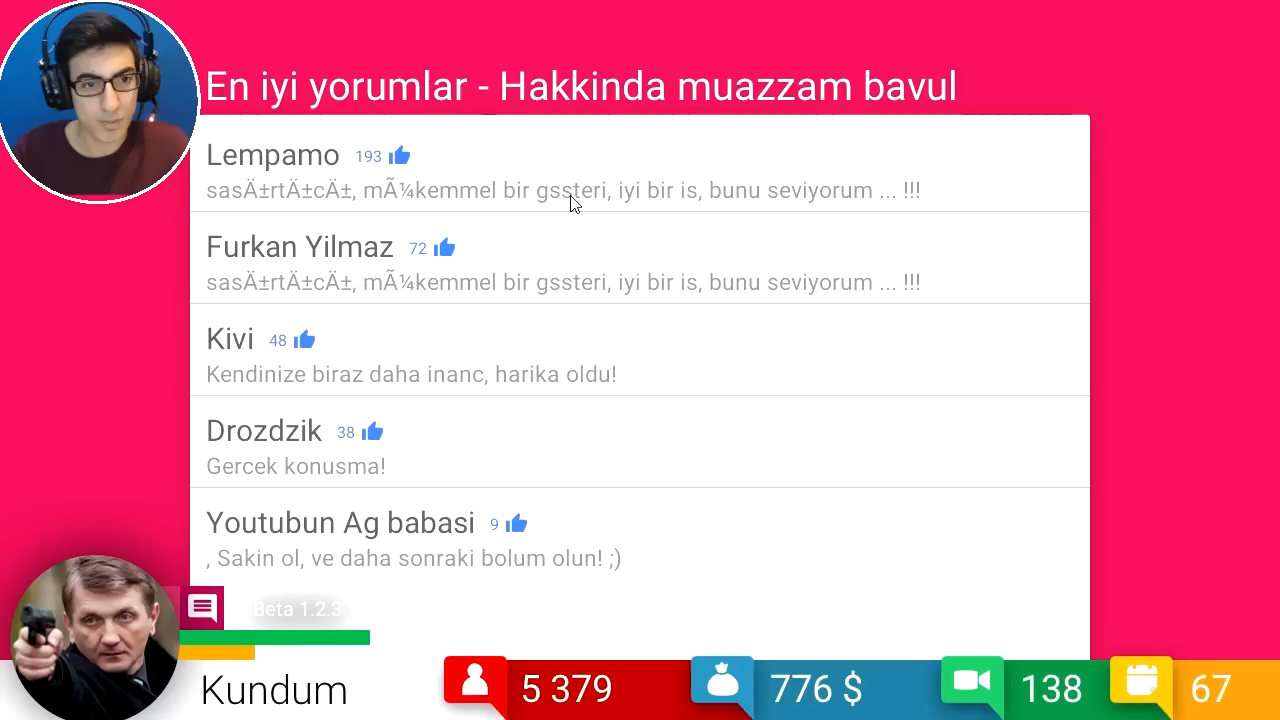 En iyi yorumlar - Hakkinda muazzam bavul
Lempamo 193
sasÄ±rtÄ±cÄ±, mÃ¼kemmel bir gssteri, iyi bir is, bunu seviyorum ... !!!
Furkan Yilmaz 72
sasÄ±rtÄ±cÄ±, mÃ¼kemmel bir gssteri, iyi bir is, bunu seviyorum ... !!!
Kivi 48
Kendinize biraz daha inanc, harika oldu!
Drozdzik 38
Gercek konusma!
Youtubun Ag babasi 9
, Sakin ol, ve daha sonraki bolum olun! ;)
Beta 1.2.3
Kundum
5 379
776 $
138
67